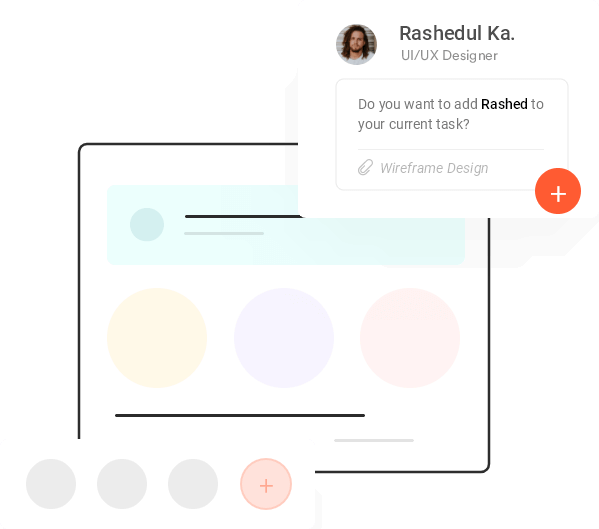 Rashedul Ka.
UI/UX Designer
Do you want to add Rashed to
your current task?
Wireframe Design